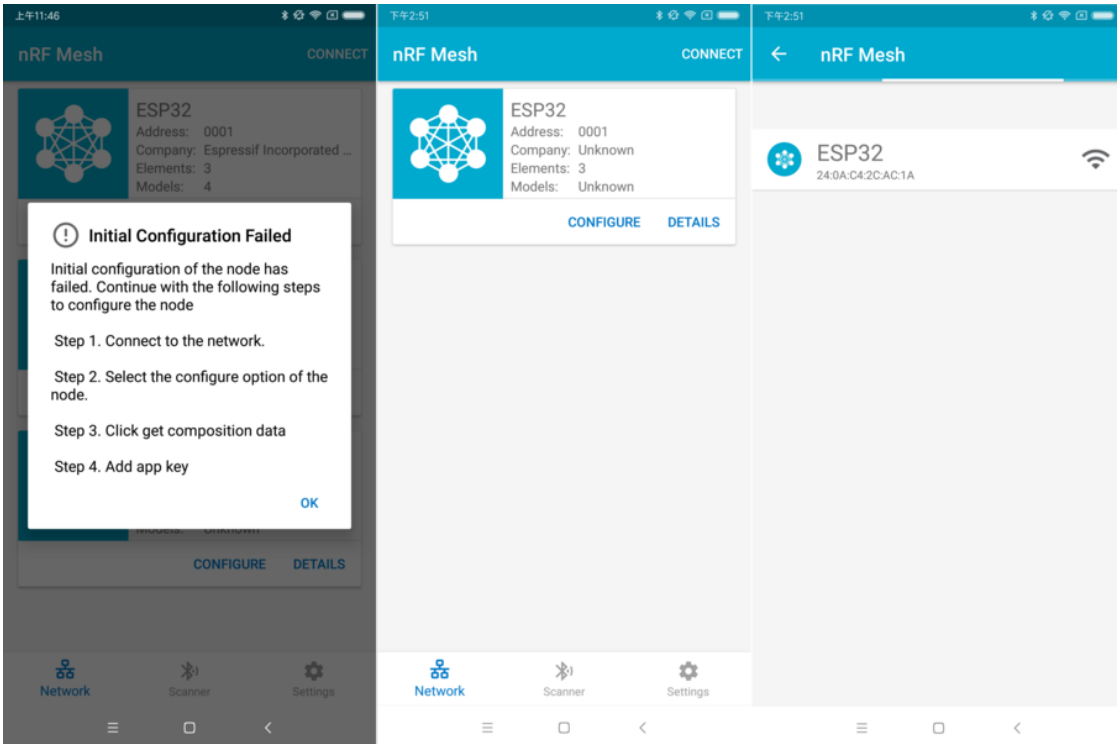 上午11:46
nRF Mesh
CONNECT
ESP32
Address: 0001
Company: Espressif Incorporated ...
Elements: 3
Models: 4
Initial Configuration Failed
Initial configuration of the node has
failed. Continue with the following steps
to configure the node
Step 1. Connect to the network.
Step 2. Select the configure option of the
node.
Step 3. Click get composition data
Step 4. Add app key
OK
Models: Unknown
CONFIGURE DETAILS
Network Scanner Settings
下午2:51
nRF Mesh
CONNECT
ESP32
Address: 0001
Company: Unknown
Elements: 3
Models: Unknown
CONFIGURE DETAILS
Network Scanner Settings
下午2:51
nRF Mesh
ESP32
24:0A:C4:2C:AC:1A